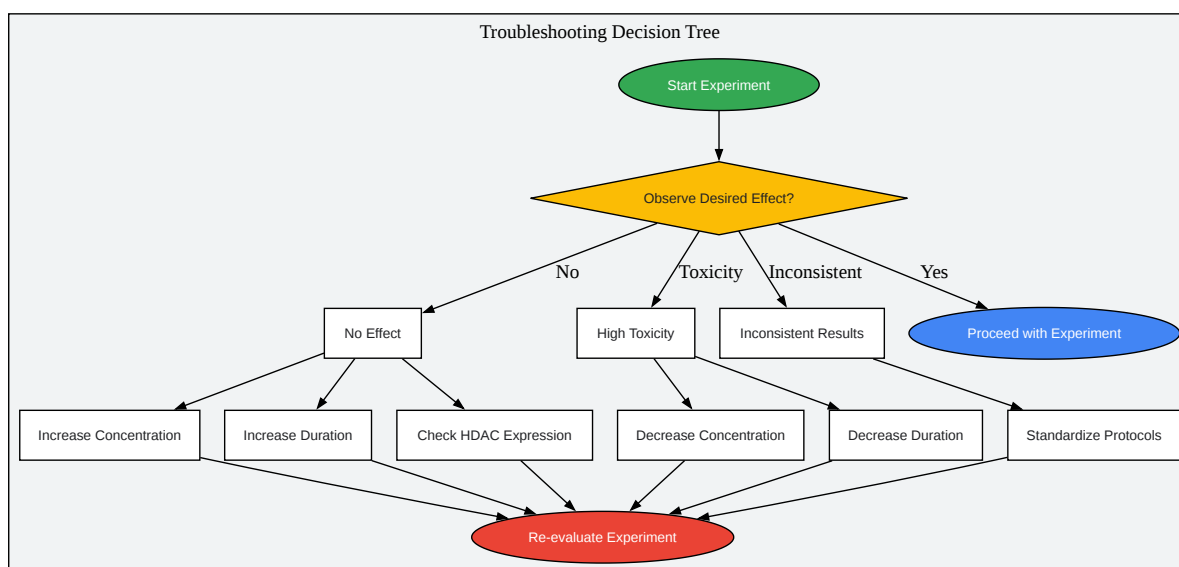 Troubleshooting Decision Tree
Start Experiment
Observe Desired Effect?
No
Toxicity
Inconsistent
Yes
No Effect
High Toxicity
Inconsistent Results
Proceed with Experiment
Increase Concentration
Increase Duration
Check HDAC Expression
Decrease Concentration
Decrease Duration
Standardize Protocols
Re-evaluate Experiment